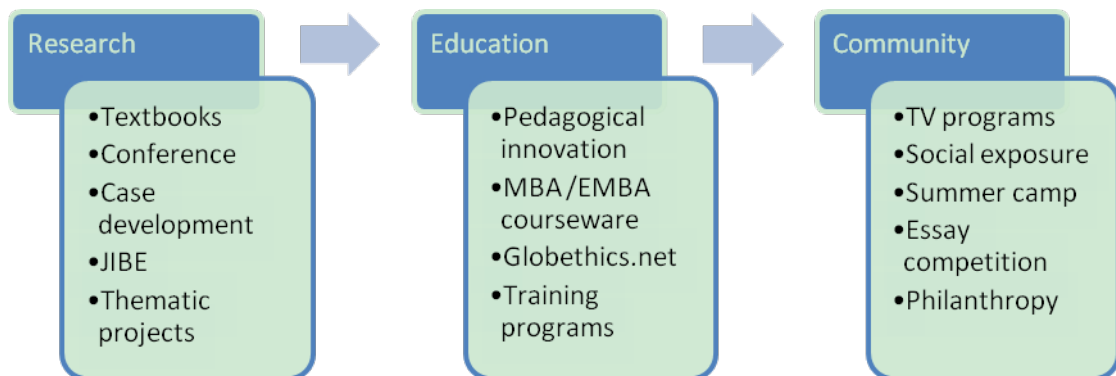 Research
•Textbooks
•Conference
•Case
development
•JIBE
•Thematic
projects
Education
•Pedagogical
innovation
•MBA/EMBA
courseware
•Globethics.net
•Training
programs
Community
•TV programs
•Social exposure
•Summer camp
•Essay
competition
•Philanthropy